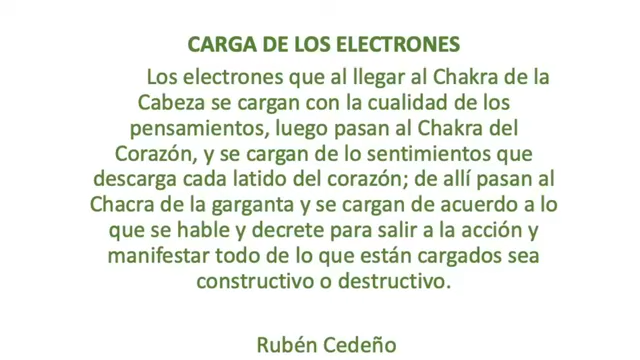 CARGA DE LOS ELECTRONES
Los electrones que al llegar al Chakra de la
Cabeza se cargan con la cualidad de los
pensamientos, luego pasan al Chakra del
Corazón, y se cargan de lo sentimientos que
descarga cada latido del corazón; de allí pasan al
Chacra de la garganta y se cargan de acuerdo a lo
que se hable y decrete para salir a la acción y
manifestar todo de lo que están cargados sea
constructivo o destructivo.
Rubén Cedeño